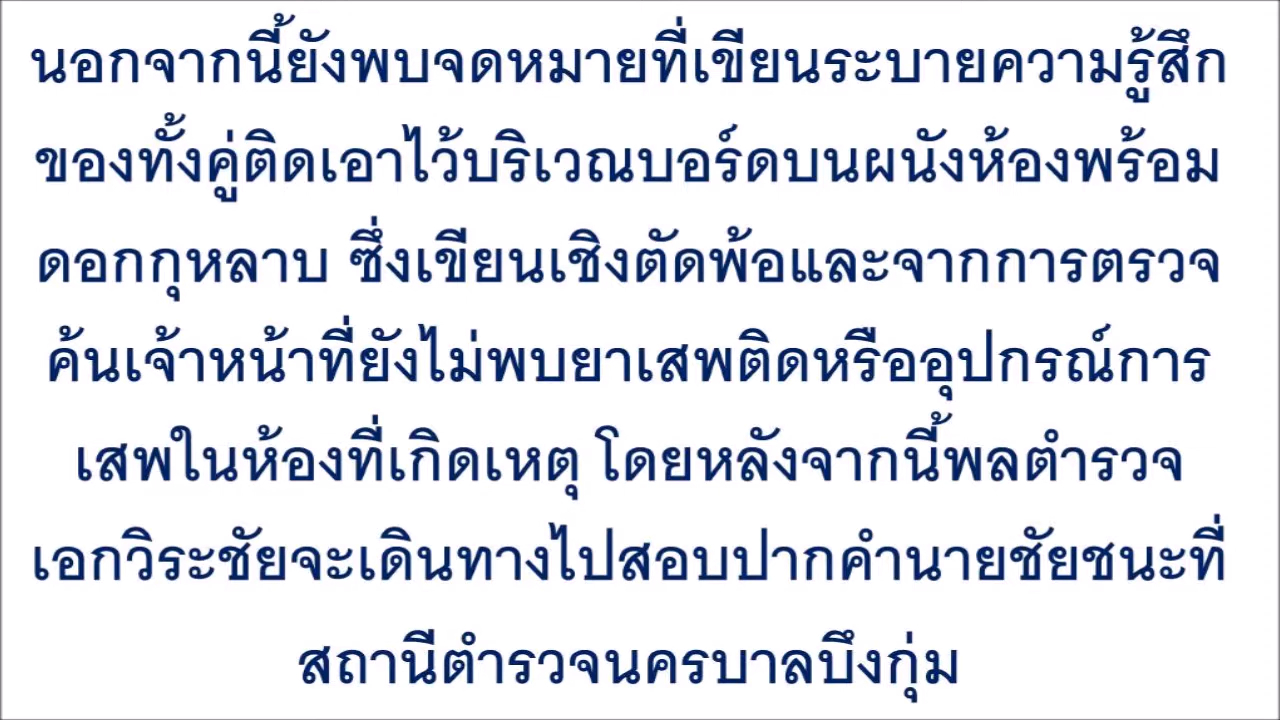 นอกจากนี้ยังพบจดหมายที่เขียนระบายความรู้สึก
ของทั้งคู่ติดเอาไว้บริเวณบอร์ดบนผนังห้องพร้อม
ดอกกุหลาบ ซึ่งเขียนเชิงตัดพ้อและจากการตรวจ
ค้นเจ้าหน้าที่ยังไม่พบยาเสพติดหรืออุปกรณ์การ
เสพในห้องที่เกิดเหตุ โดยหลังจากนี้พลตำรวจ
เอกวิระชัยจะเดินทางไปสอบปากคำนายชัยชนะที่
สถานีตำรวจนครบาลบึงกุ่ม